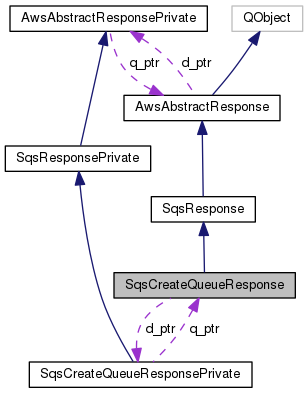 AwsAbstractResponsePrivate
QObject
q_ptr
d_ptr
AwsAbstractResponse
SqsResponsePrivate
SqsResponse
SqsCreateQueueResponse
d_ptr
q_ptr
SqsCreateQueueResponsePrivate